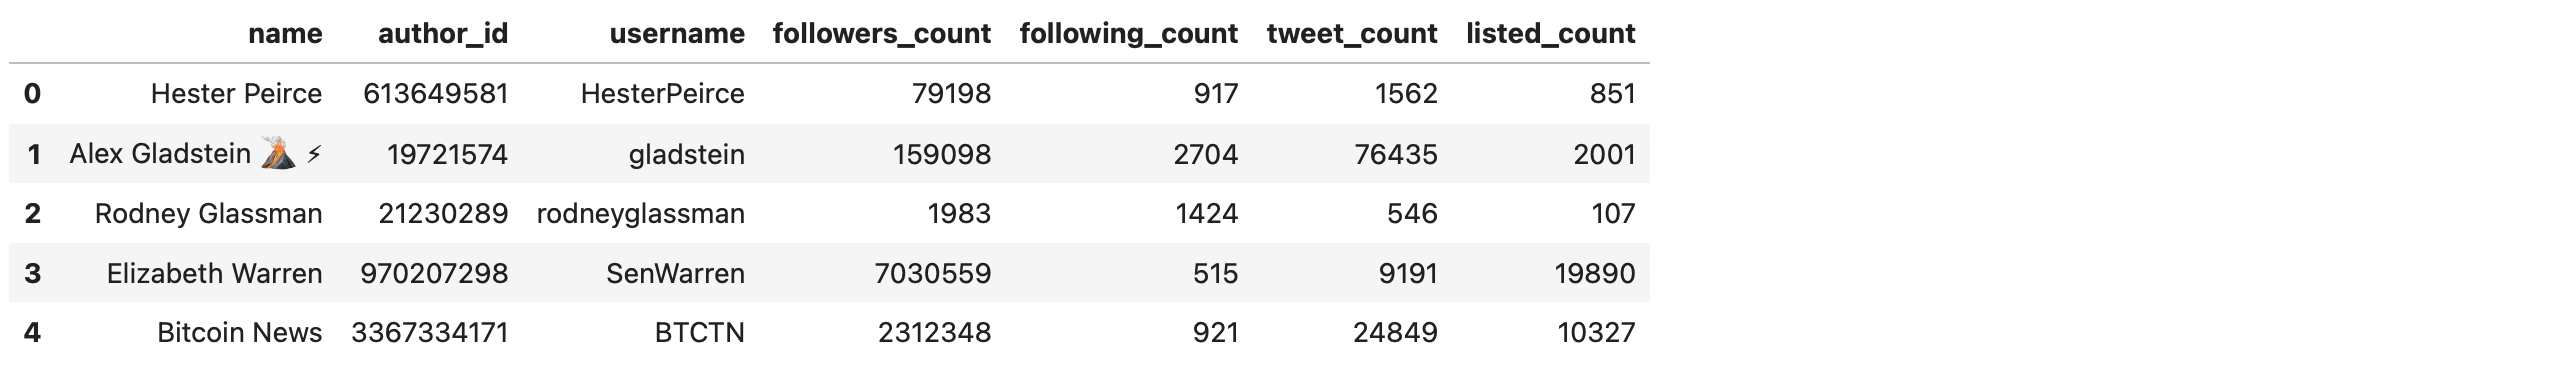 name author_id username followers_count following_count tweet_count listed_count
0 Hester Peirce 613649581 HesterPeirce 79198 917 1562 851
1 Alex Gladstein 🌋 ⚡ 19721574 gladstein 159098 2704 76435 2001
2 Rodney Glassman 21230289 rodneyglassman 1983 1424 546 107
3 Elizabeth Warren 970207298 SenWarren 7030559 515 9191 19890
4 Bitcoin News 3367334171 BTCTN 2312348 921 24849 10327